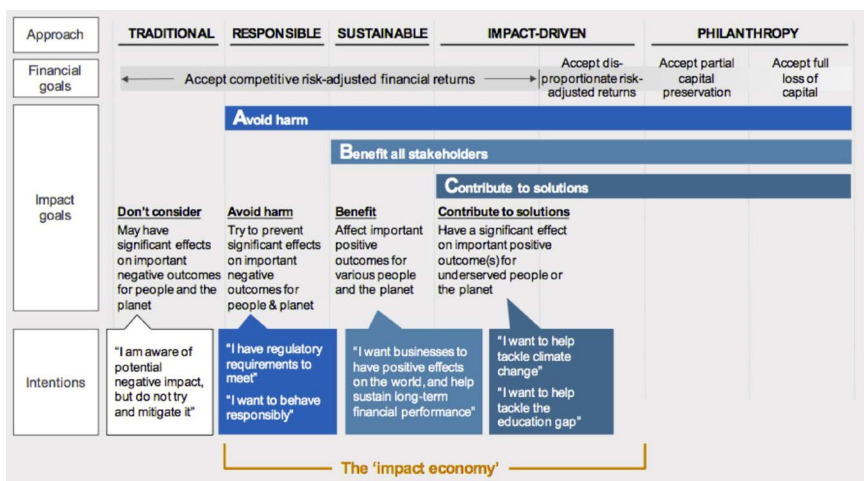 Approach
TRADITIONAL
RESPONSIBLE
SUSTAINABLE
IMPACT-DRIVEN
PHILANTHROPY
Financial
goals
Accept competitive risk-adjusted financial returns
Accept dis-
proportionate risk-
adjusted returns
Accept partial
capital
preservation
Accept full
loss of
capital
Impact
goals
Avoid harm
Benefit all stakeholders
Contribute to solutions
Don't consider
May have
significant effects
on important
negative outcomes
for people and the
planet
Avoid harm
Try to prevent
significant effects
on important
negative
outcomes for
people & planet
Benefit
Affect important
positive
outcomes for
various people
and the planet
Contribute to solutions
Have a significant effect
on important positive
outcome(s) for
underserved people or
the planet
Intentions
"I am aware of
potential
negative impact,
but do not try
and mitigate it"
"I have regulatory
requirements to
meet"
"I want to behave
responsibly"
"I want businesses to
have positive effects
on the world, and help
sustain long-term
financial performance"
"I want to help
tackle climate
change"
"I want to help
tackle the
education gap"
The 'impact economy'